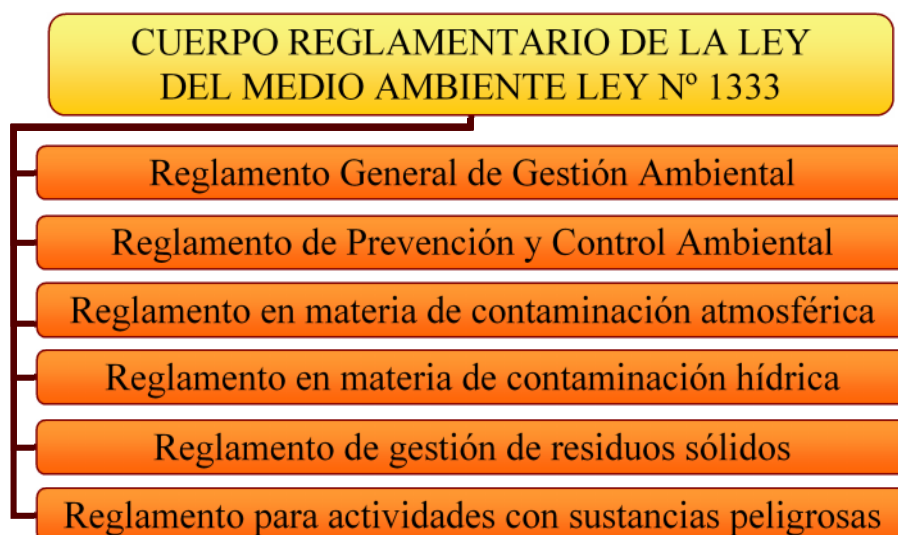 CUERPO REGLAMENTARIO DE LA LEY
DEL MEDIO AMBIENTE LEY Nº 1333
Reglamento General de Gestión Ambiental
Reglamento de Prevención y Control Ambiental
Reglamento en materia de contaminación atmosférica
Reglamento en materia de contaminación hídrica
Reglamento de gestión de residuos sólidos
Reglamento para actividades con sustancias peligrosas